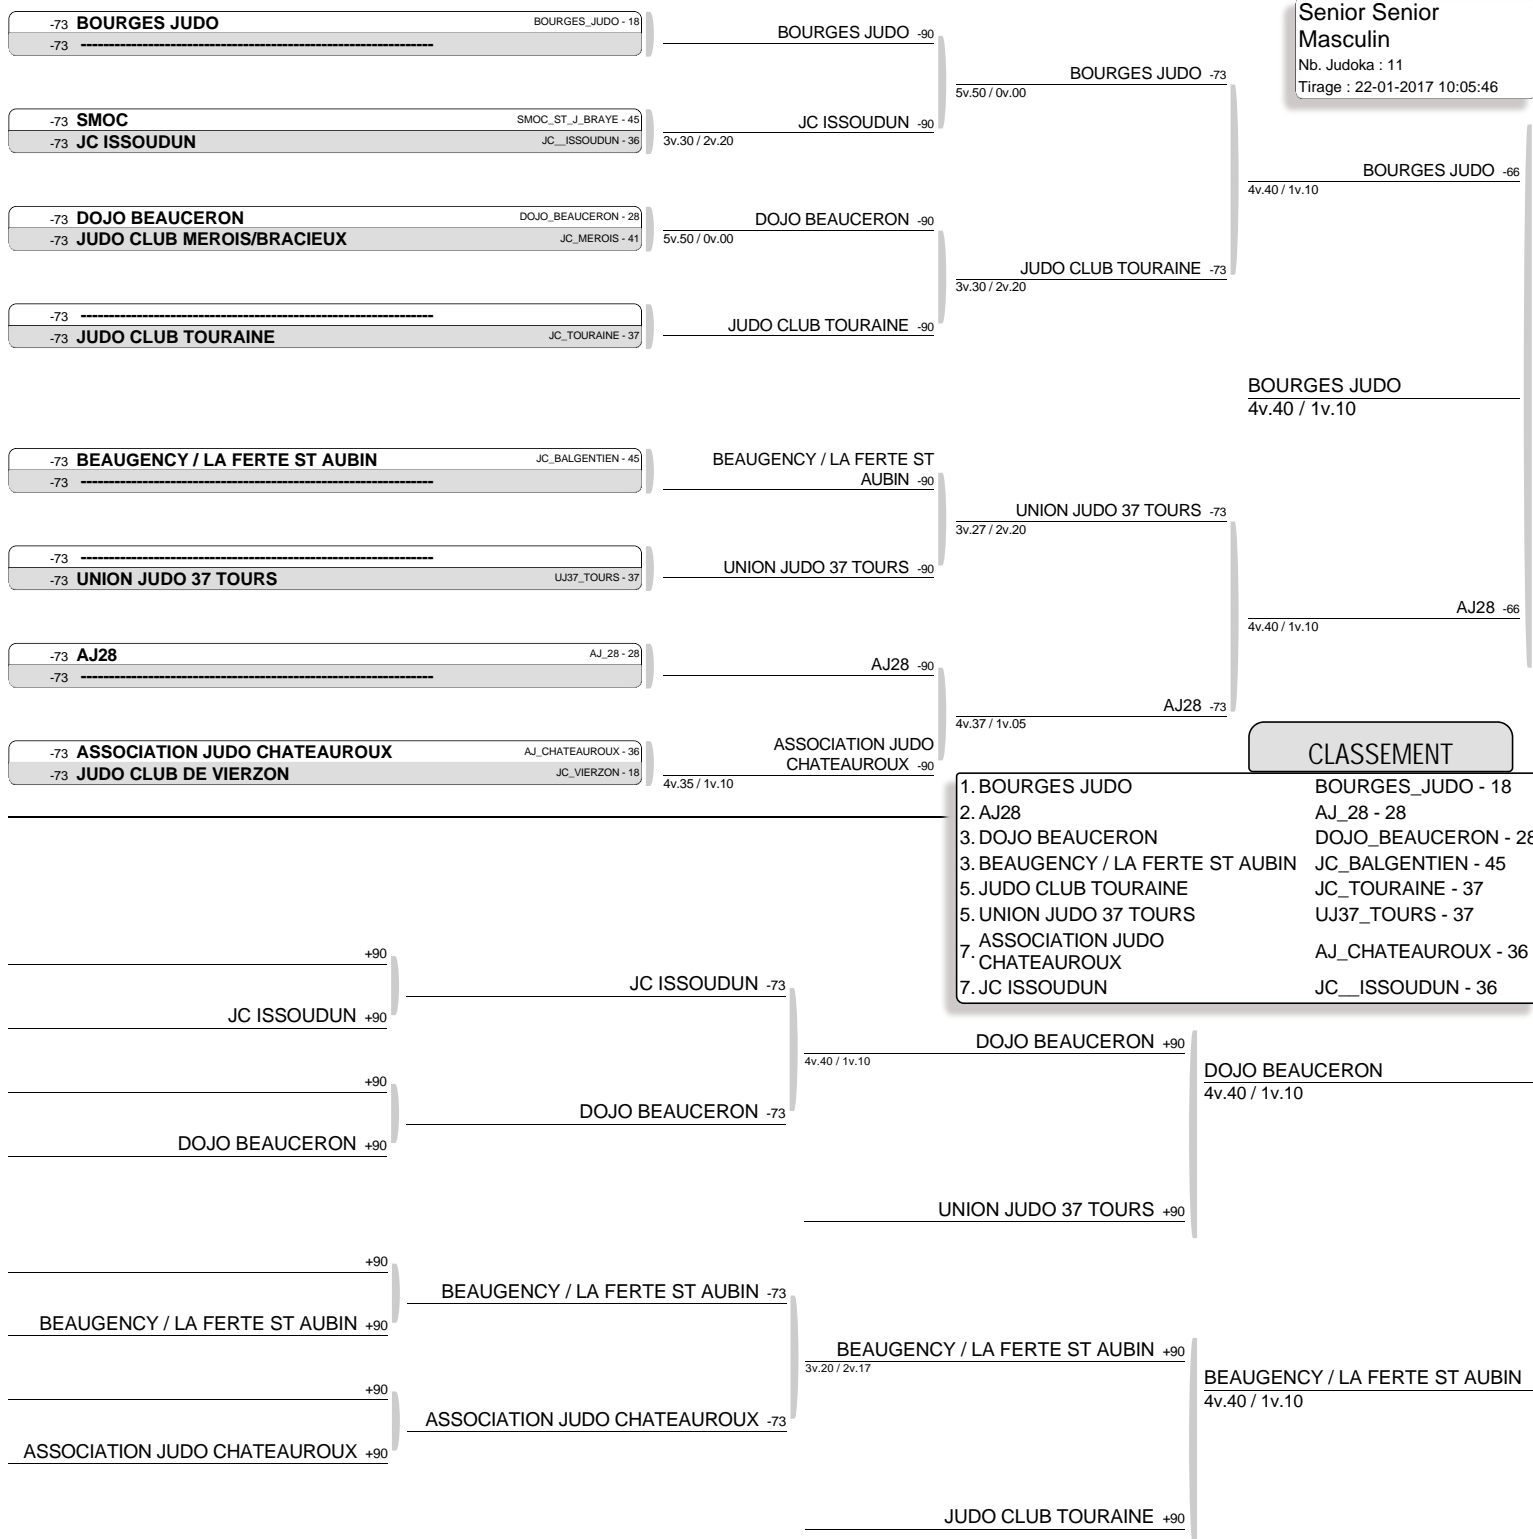 Senior Senior
Masculin
Nb. Judoka : 11
Tirage : 22-01-2017 10:05:46
-73 BOURGES JUDO BOURGES_JUDO - 18
-73 ---------------------------------------------------------------
-73 SMOC SMOC_ST_J_BRAYE - 45
-73 JC ISSOUDUN JC__ISSOUDUN - 36
-73 DOJO BEAUCERON DOJO_BEAUCERON - 28
-73 JUDO CLUB MEROIS/BRACIEUX JC_MEROIS - 41
-73 ---------------------------------------------------------------
-73 JUDO CLUB TOURAINE JC_TOURAINE - 37
-73 BEAUGENCY / LA FERTE ST AUBIN JC_BALGENTIEN - 45
-73 ---------------------------------------------------------------
-73 ---------------------------------------------------------------
-73 UNION JUDO 37 TOURS UJ37_TOURS - 37
-73 AJ28 AJ_28 - 28
-73 ---------------------------------------------------------------
-73 ASSOCIATION JUDO CHATEAUROUX AJ_CHATEAUROUX - 36
-73 JUDO CLUB DE VIERZON JC_VIERZON - 18
BOURGES JUDO -90
JC ISSOUDUN -90
3v.30 / 2v.20
DOJO BEAUCERON -90
5v.50 / 0v.00
JUDO CLUB TOURAINE -90
BEAUGENCY / LA FERTE ST
AUBIN -90
UNION JUDO 37 TOURS -90
AJ28 -90
ASSOCIATION JUDO
CHATEAUROUX -90
4v.35 / 1v.10
BOURGES JUDO -73
5v.50 / 0v.00
JUDO CLUB TOURAINE -73
3v.30 / 2v.20
UNION JUDO 37 TOURS -73
3v.27 / 2v.20
AJ28 -73
4v.37 / 1v.05
BOURGES JUDO -66
4v.40 / 1v.10
BOURGES JUDO
4v.40 / 1v.10
AJ28 -66
4v.40 / 1v.10
CLASSEMENT
1. BOURGES JUDO BOURGES_JUDO - 18
2. AJ28 AJ_28 - 28
3. DOJO BEAUCERON DOJO_BEAUCERON - 28
3. BEAUGENCY / LA FERTE ST AUBIN JC_BALGENTIEN - 45
5. JUDO CLUB TOURAINE JC_TOURAINE - 37
5. UNION JUDO 37 TOURS UJ37_TOURS - 37
7. ASSOCIATION JUDO
CHATEAUROUX AJ_CHATEAUROUX - 36
7. JC ISSOUDUN JC__ISSOUDUN - 36
+90
JC ISSOUDUN +90
+90
DOJO BEAUCERON +90
+90
BEAUGENCY / LA FERTE ST AUBIN +90
+90
ASSOCIATION JUDO CHATEAUROUX +90
JC ISSOUDUN -73
DOJO BEAUCERON -73
BEAUGENCY / LA FERTE ST AUBIN -73
ASSOCIATION JUDO CHATEAUROUX -73
DOJO BEAUCERON +90
4v.40 / 1v.10
UNION JUDO 37 TOURS +90
BEAUGENCY / LA FERTE ST AUBIN +90
3v.20 / 2v.17
JUDO CLUB TOURAINE +90
DOJO BEAUCERON
4v.40 / 1v.10
BEAUGENCY / LA FERTE ST AUBIN
4v.40 / 1v.10